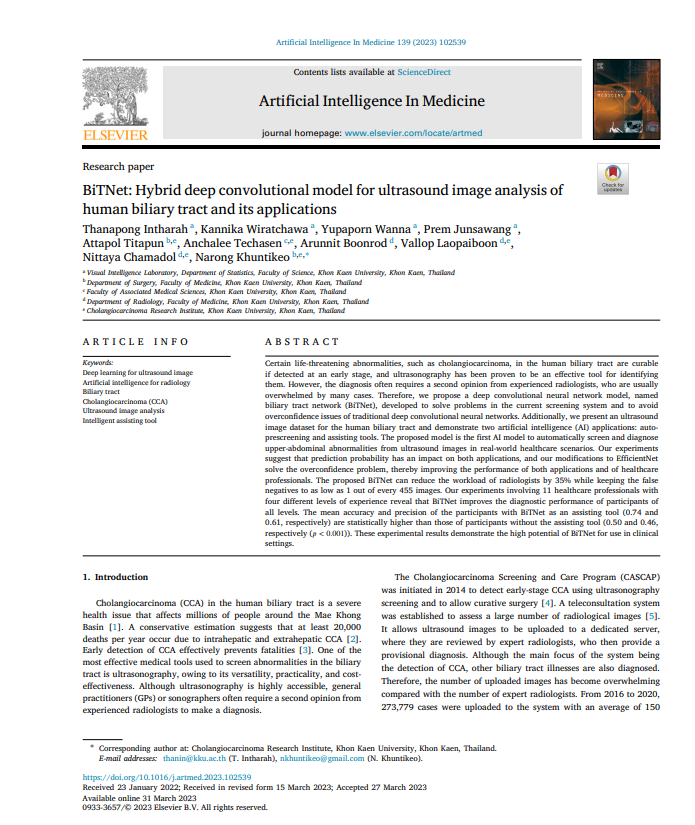 Artificial Intelligence In Medicine 139 (2023) 102539
Contents lists available at ScienceDirect
Artificial Intelligence In Medicine
journal homepage: www.elsevier.com/locate/artmed
ELSEVIER
MEDICINE
Research paper
Check for
updates
BiTNet: Hybrid deep convolutional model for ultrasound image analysis of
human biliary tract and its applications
Thanapong Intharah a, Kannika Wiratchawa a, Yupaporn Wanna a, Prem Junsawang a,
Attapol Titapun b,e, Anchalee Techasen c,e, Arunnit Boonrod d, Vallop Laopaiboon d,e,
Nittaya Chamadol d,e, Narong Khuntikeo b,e,*
a Visual Intelligence Laboratory, Department of Statistics, Faculty of Science, Khon Kaen University, Khon Kaen, Thailand
b Department of Surgery, Faculty of Medicine, Khon Kaen University, Khon Kaen, Thailand
c Faculty of Associated Medical Sciences, Khon Kaen University, Khon Kaen, Thailand
d Department of Radiology, Faculty of Medicine, Khon Kaen University, Khon Kaen, Thailand
e Cholangiocarcinoma Research Institute, Khon Kaen University, Khon Kaen, Thailand
ARTICLE INFO
Keywords:
Deep learning for ultrasound image
Artificial intelligence for radiology
Biliary tract
Cholangiocarcinoma (CCA)
Ultrasound image analysis
Intelligent assisting tool
ABSTRACT
Certain life-threatening abnormalities, such as cholangiocarcinoma, in the human biliary tract are curable
if detected at an early stage, and ultrasonography has been proven to be an effective tool for identifying
them. However, the diagnosis often requires a second opinion from experienced radiologists, who are usually
overwhelmed by many cases. Therefore, we propose a deep convolutional neural network model, named
biliary tract network (BiTNet), developed to solve problems in the current screening system and to avoid
overconfidence issues of traditional deep convolutional neural networks. Additionally, we present an ultrasound
image dataset for the human biliary tract and demonstrate two artificial intelligence (AI) applications: auto-
prescreening and assisting tools. The proposed model is the first AI model to automatically screen and diagnose
upper-abdominal abnormalities from ultrasound images in real-world healthcare scenarios. Our experiments
suggest that prediction probability has an impact on both applications, and our modifications to EfficientNet
solve the overconfidence problem, thereby improving the performance of both applications and of healthcare
professionals. The proposed BiTNet can reduce the workload of radiologists by 35% while keeping the false
negatives to as low as 1 out of every 455 images. Our experiments involving 11 healthcare professionals with
four different levels of experience reveal that BiTNet improves the diagnostic performance of participants of
all levels. The mean accuracy and precision of the participants with BiTNet as an assisting tool (0.74 and
0.61, respectively) are statistically higher than those of participants without the assisting tool (0.50 and 0.46,
respectively (p < 0.001)). These experimental results demonstrate the high potential of BiTNet for use in clinical
settings.
1. Introduction
Cholangiocarcinoma (CCA) in the human biliary tract is a severe
health issue that affects millions of people around the Mae Khong
Basin [1]. A conservative estimation suggests that at least 20,000
deaths per year occur due to intrahepatic and extrahepatic CCA [2].
Early detection of CCA effectively prevents fatalities [3]. One of the
most effective medical tools used to screen abnormalities in the biliary
tract is ultrasonography, owing to its versatility, practicality, and cost-
effectiveness. Although ultrasonography is highly accessible, general
practitioners (GPs) or sonographers often require a second opinion from
experienced radiologists to make a diagnosis.
The Cholangiocarcinoma Screening and Care Program (CASCAP)
was initiated in 2014 to detect early-stage CCA using ultrasonography
screening and to allow curative surgery [4]. A teleconsultation system
was established to assess a large number of radiological images [5].
It allows ultrasound images to be uploaded to a dedicated server,
where they are reviewed by expert radiologists, who then provide a
provisional diagnosis. Although the main focus of the system being
the detection of CCA, other biliary tract illnesses are also diagnosed.
Therefore, the number of uploaded images has become overwhelming
compared with the number of expert radiologists. From 2016 to 2020,
273,779 cases were uploaded to the system with an average of 150
* Corresponding author at: Cholangiocarcinoma Research Institute, Khon Kaen University, Khon Kaen, Thailand.
E-mail addresses: thanin@kku.ac.th (T. Intharah), nkhuntikeo@gmail.com (N. Khuntikeo).
https://doi.org/10.1016/j.artmed.2023.102539
Received 23 January 2022; Received in revised form 15 March 2023; Accepted 27 March 2023
Available online 31 March 2023
0933-3657/© 2023 Elsevier B.V. All rights reserved.